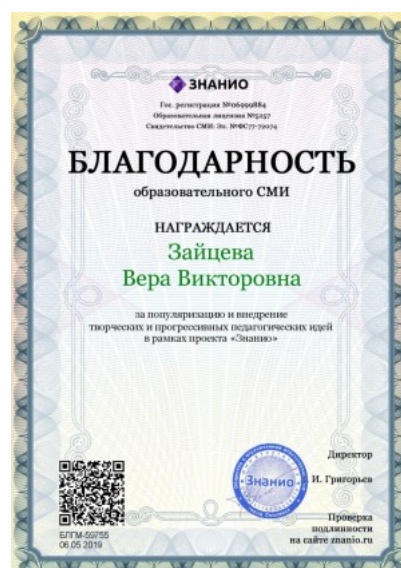 ЗНАНИО
Гос. регистрация №06999884
Образовательная лицензия №5257
Свидетельство СМИ: Эл. №ФС77-72074
БЛАГОДАРНОСТЬ
образовательного СМИ
НАГРАЖДАЕТСЯ
Зайцева
Вера Викторовна
за популяризацию и внедрение
творческих и прогрессивных педагогических идей
в рамках проекта «Знанио»
Директор
И. Григорьев
Знанио
Проверка
подлинности
на сайте znanio.ru
БЛГМ-59755
06.05.2019